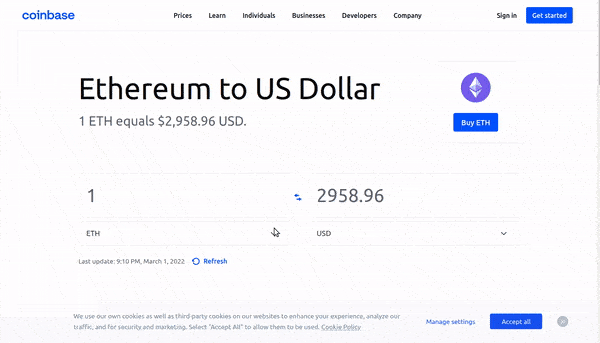 coinbase
Prices Learn Individuals Businesses Developers Company
Sign in Get started
Ethereum to US Dollar
1 ETH equals $2,958.96 USD.
Buy ETH
1 2958.96
ETH USD
Last update: 9:10 PM, March 1, 2022 Refresh
We use our own cookies as well as third-party cookies on our websites to enhance your experience, analyze our
traffic, and for security and marketing. Select "Accept All" to allow them to be used. Cookie Policy
Manage settings Accept all